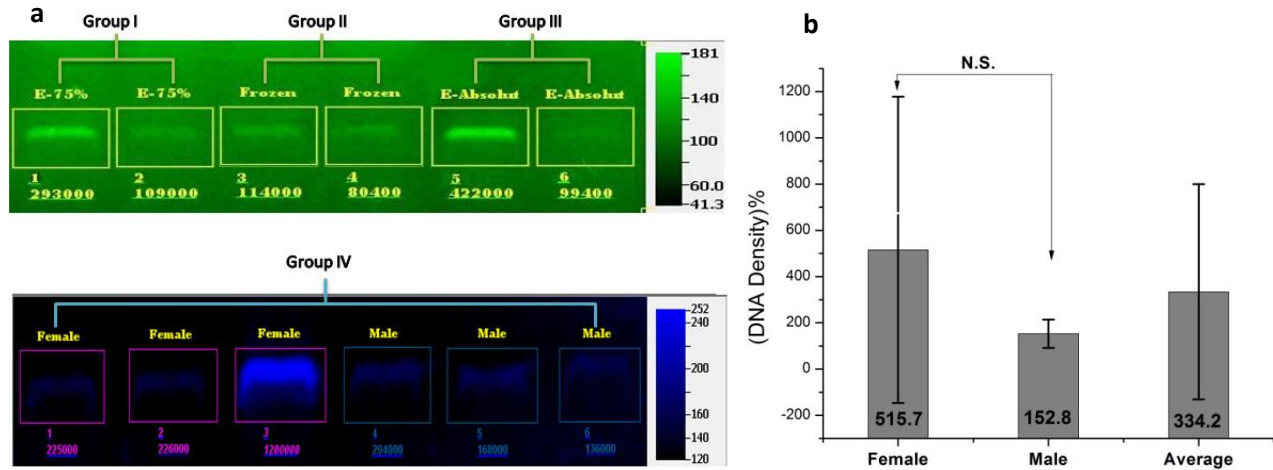 a
Group I Group II Group III
E-75% E-75% Frozen Frozen E-Absolut E-Absolut
1 2 3 4 5 6
293000 109000 114000 80400 422000 99400
181
140
100
60.0
41.3
Group IV
Female Female Female Male Male Male
1 2 3 4 5 6
225000 226000 1200000 294000 168000 136000
252
240
200
160
140
120
b
N.S.
(DNA Density)%
1200
1000
800
600
400
200
0
-200
515.7 152.8 334.2
Female Male Average